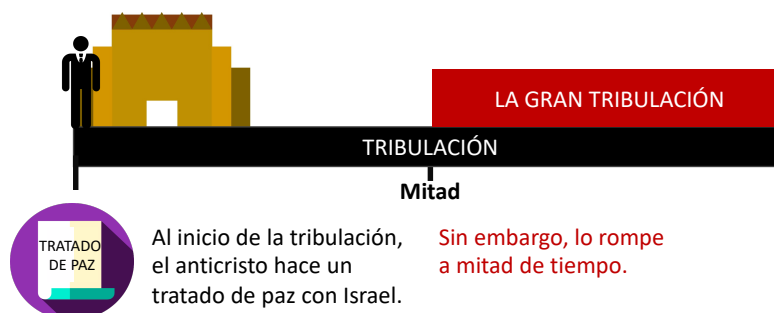 LA GRAN TRIBULACIÓN
TRIBULACIÓN
Mitad
TRATADO
DE PAZ
Al inicio de la tribulación,
el anticristo hace un
tratado de paz con Israel.
Sin embargo, lo rompe
a mitad de tiempo.